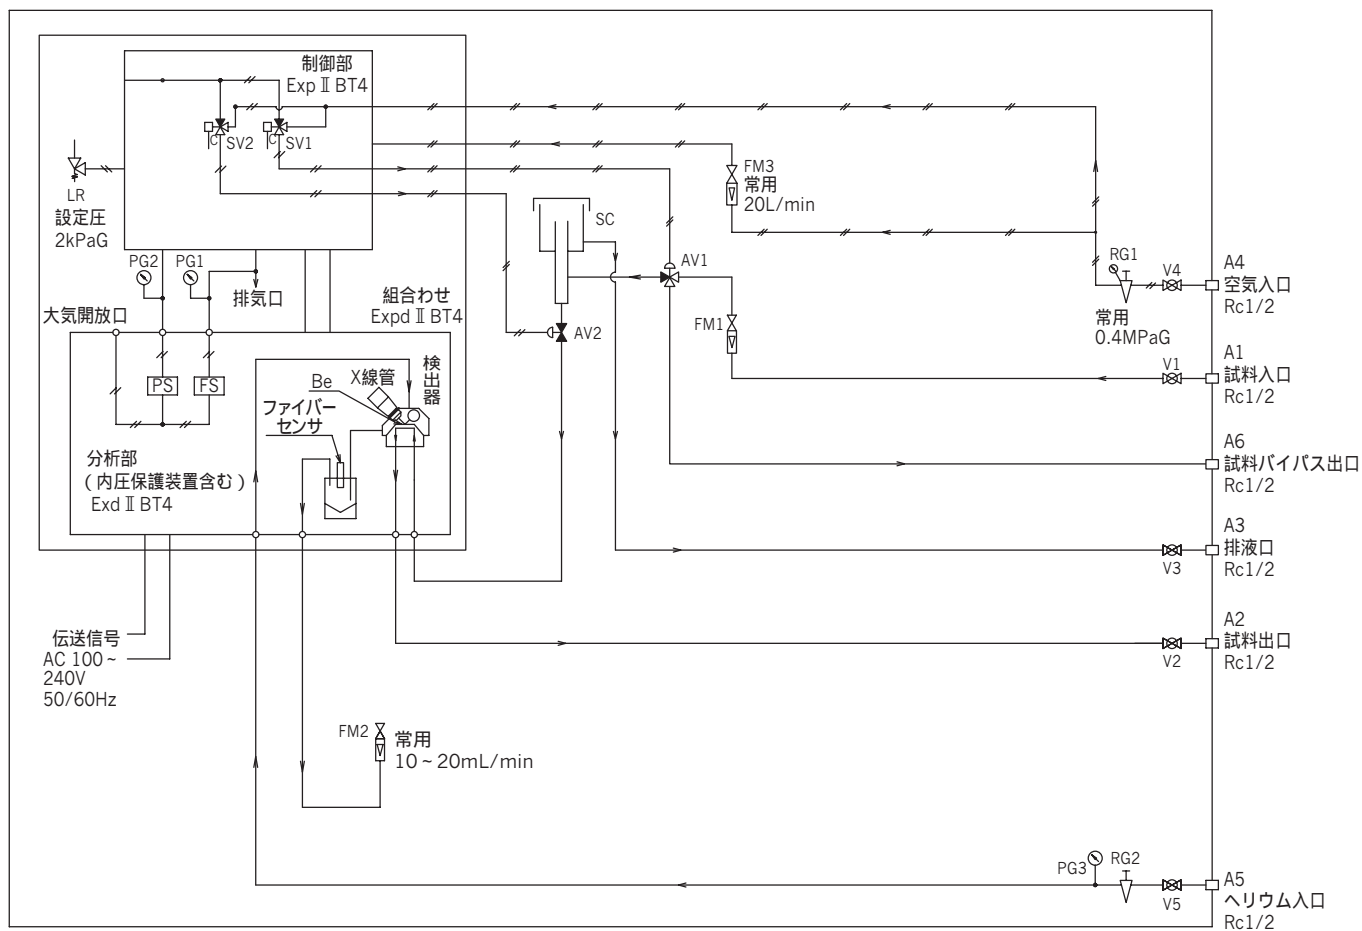 制御部
Exp Ⅱ BT4
C
SV2
C
SV1
LR
設定圧
2kPaG
FM3
常用
20L/min
SC
PG2
PG1
排気口
大気開放口
組合わせ
Expd Ⅱ BT4
AV1
AV2
FM1
RG1
V4
常用
0.4MPaG
A4
空気入口
Rc1/2
V1
A1
試料入口
Rc1/2
A6
試料バイパス出口
Rc1/2
V3
A3
排液口
Rc1/2
V2
A2
試料出口
Rc1/2
PS
FS
Be
X線管
検出器
ファイバー
センサ
分析部
(内圧保護装置含む)
Exd Ⅱ BT4
伝送信号
AC 100 ~
240V
50/60Hz
FM2
常用
10 ~ 20mL/min
PG3
RG2
V5
A5
ヘリウム入口
Rc1/2